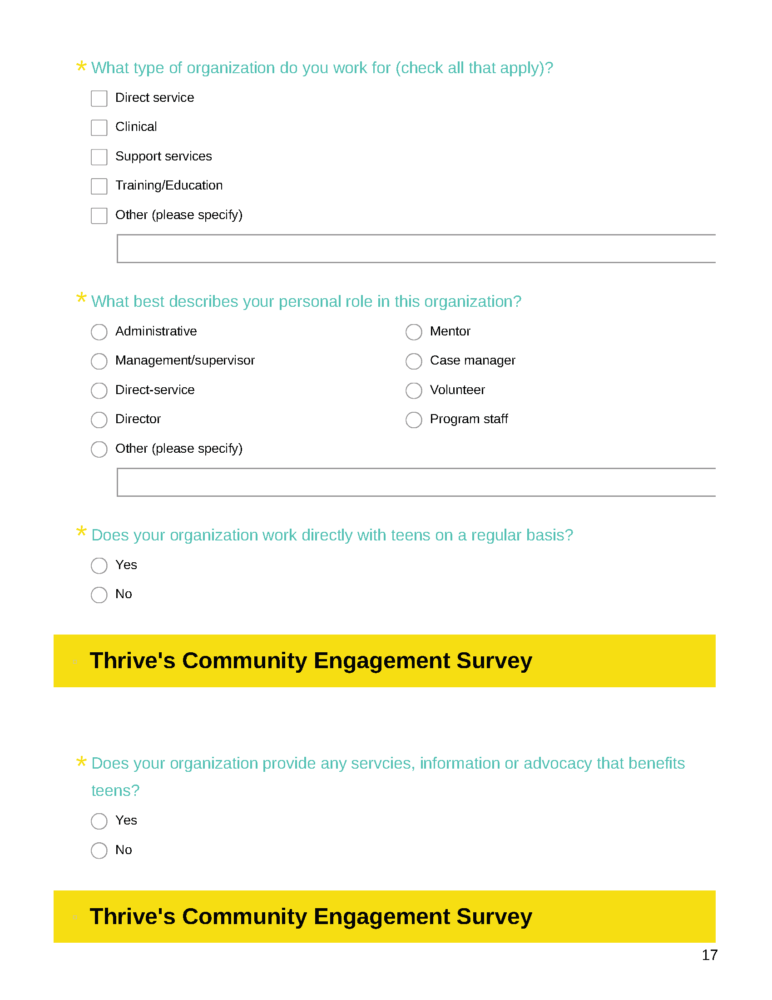 * What type of organization do you work for (check all that apply)?
Direct service
Clinical
Support services
Training/Education
Other (please specify)
* What best describes your personal role in this organization?
Administrative
Mentor
Management/supervisor
Case manager
Direct-service
Volunteer
Director
Program staff
Other (please specify)
* Does your organization work directly with teens on a regular basis?
Yes
No
Thrive's Community Engagement Survey
* Does your organization provide any servcies, information or advocacy that benefits
teens?
Yes
No
Thrive's Community Engagement Survey
17